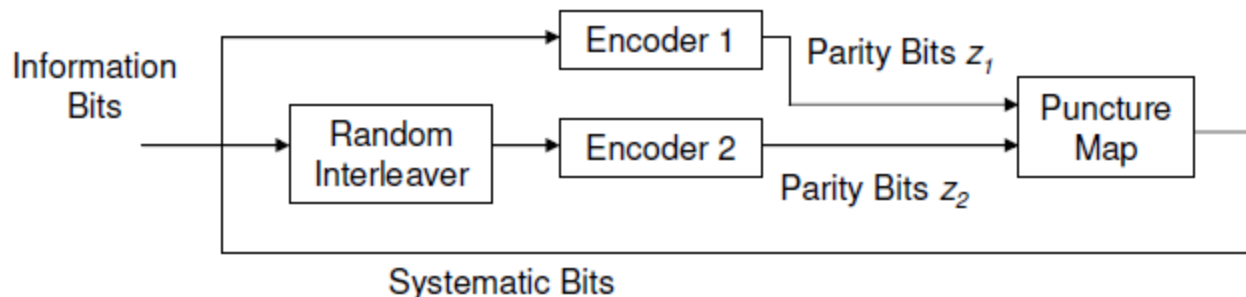 Information
Bits
Encoder 1
Parity Bits z1
Random
Interleaver
Encoder 2
Parity Bits z2
Puncture
Map
Systematic Bits